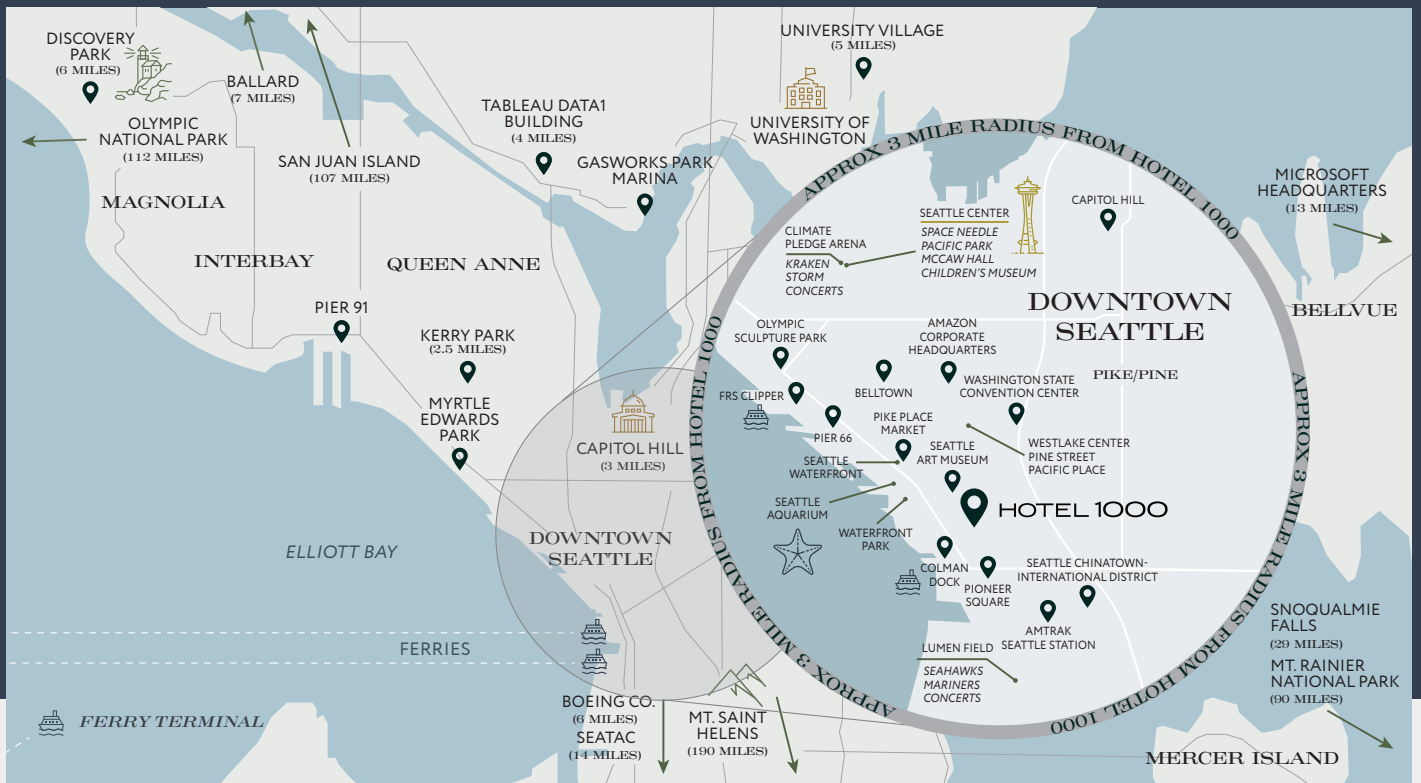 DISCOVERY
PARK
(6 MILES)
BALLARD
(7 MILES)
OLYMPIC
NATIONAL PARK
(112 MILES)
SAN JUAN ISLAND
(107 MILES)
TABLEAU DATA1
BUILDING
(4 MILES)
GASWORKS PARK
MARINA
UNIVERSITY VILLAGE
(5 MILES)
UNIVERSITY OF
WASHINGTON
MICROSOFT
HEADQUARTERS
(13 MILES)
BELLVUE
MAGNOLIA
INTERBAY
QUEEN ANNE
PIER 91
KERRY PARK
(2.5 MILES)
MYRTLE
EDWARDS
PARK
CAPITOL HILL
(3 MILES)
DOWNTOWN
SEATTLE
ELLIOTT BAY
FERRIES
FERRY TERMINAL
BOEING CO.
(6 MILES)
SEATAC
(14 MILES)
MT. SAINT
HELENS
(190 MILES)
APPROX 3 MILE RADIUS FROM HOTEL 1000
APPROX 3 MILE RADIUS FROM HOTEL 1000
APPROX 3 MILE RADIUS FROM HOTEL 1000
CLIMATE
PLEDGE ARENA
KRAKEN
STORM
CONCERTS
SEATTLE CENTER
SPACE NEEDLE
PACIFIC PARK
MCCAW HALL
CHILDREN'S MUSEUM
CAPITOL HILL
DOWNTOWN
SEATTLE
PIKE/PINE
OLYMPIC
SCULPTURE PARK
AMAZON
CORPORATE
HEADQUARTERS
FRS CLIPPER
BELLTOWN
WASHINGTON STATE
CONVENTION CENTER
PIER 66
PIKE PLACE
MARKET
SEATTLE
WATERFRONT
SEATTLE
ART MUSEUM
WESTLAKE CENTER
PINE STREET
PACIFIC PLACE
SEATTLE
AQUARIUM
HOTEL 1000
WATERFRONT
PARK
COLMAN
DOCK
PIONEER
SQUARE
SEATTLE CHINATOWN-
INTERNATIONAL DISTRICT
AMTRAK
SEATTLE STATION
LUMEN FIELD
SEAHAWKS
MARINERS
CONCERTS
SNOQUALMIE
FALLS
(29 MILES)
MT. RAINIER
NATIONAL PARK
(90 MILES)
MERCER ISLAND